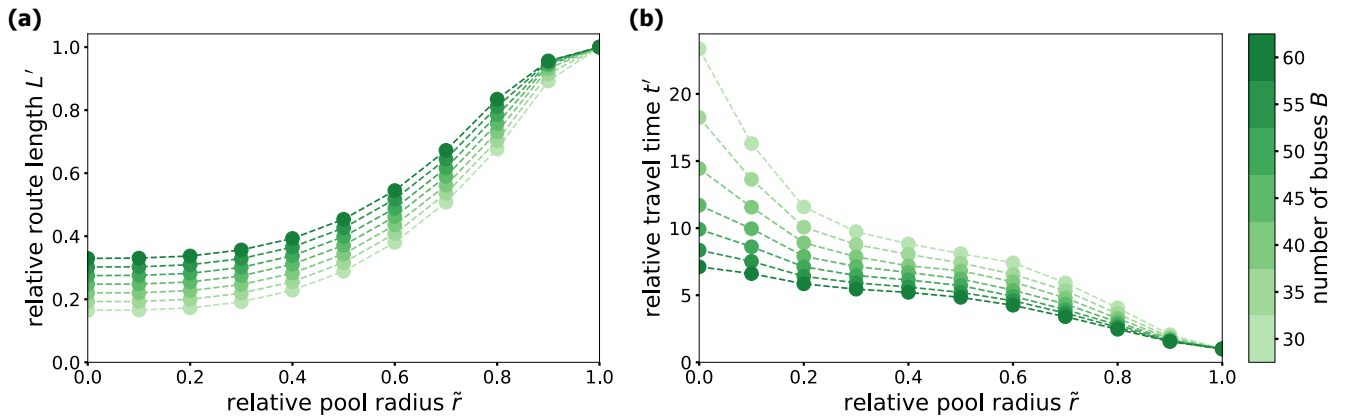 (a)
relative route length L′
1.0
0.8
0.6
0.4
0.2
0.0
0.0 0.2 0.4 0.6 0.8 1.0
relative pool radius r̃
(b)
relative travel time t′
20
15
10
5
0
0.0 0.2 0.4 0.6 0.8 1.0
relative pool radius r̃
60
55
50
45
40
35
30
number of buses B